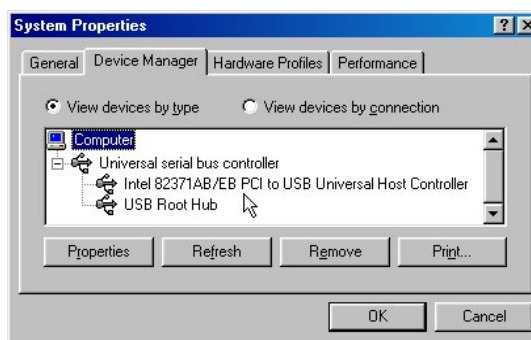 System Properties
General Device Manager Hardware Profiles Performance
View devices by type View devices by connection
Computer
Universal serial bus controller
Intel 82371AB/EB PCI to USB Universal Host Controller
USB Root Hub
Properties Refresh Remove Print...
OK Cancel